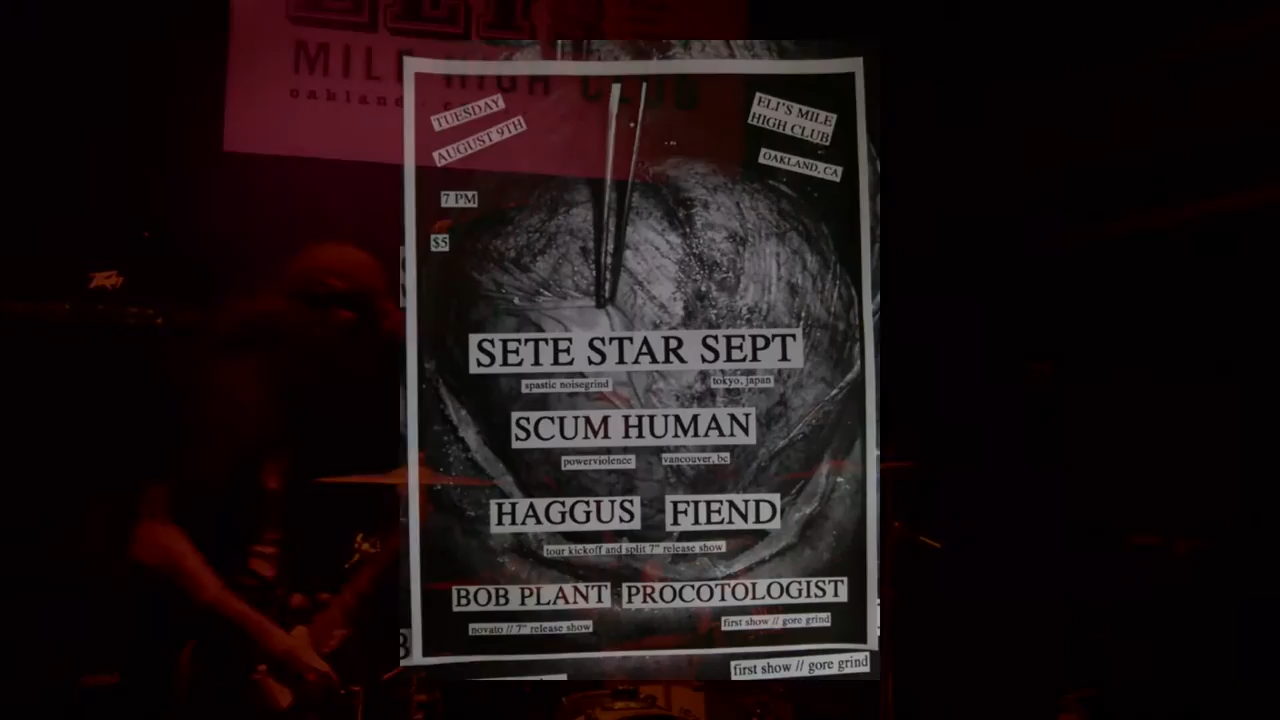 MILE HIGH CLUB
oakland, c
TUESDAY
AUGUST 9TH
7 PM
$5
ELI'S MILE
HIGH CLUB
OAKLAND, CA
PEAVEY
SETE STAR SEPT
spastic noisegrind tokyo, japan
SCUM HUMAN
powerviolence vancouver, bc
HAGGUS FIEND
tour kickoff and split 7" release show
BOB PLANT PROCOTOLOGIST
novato // 7" release show first show // gore grind
first show // gore grind